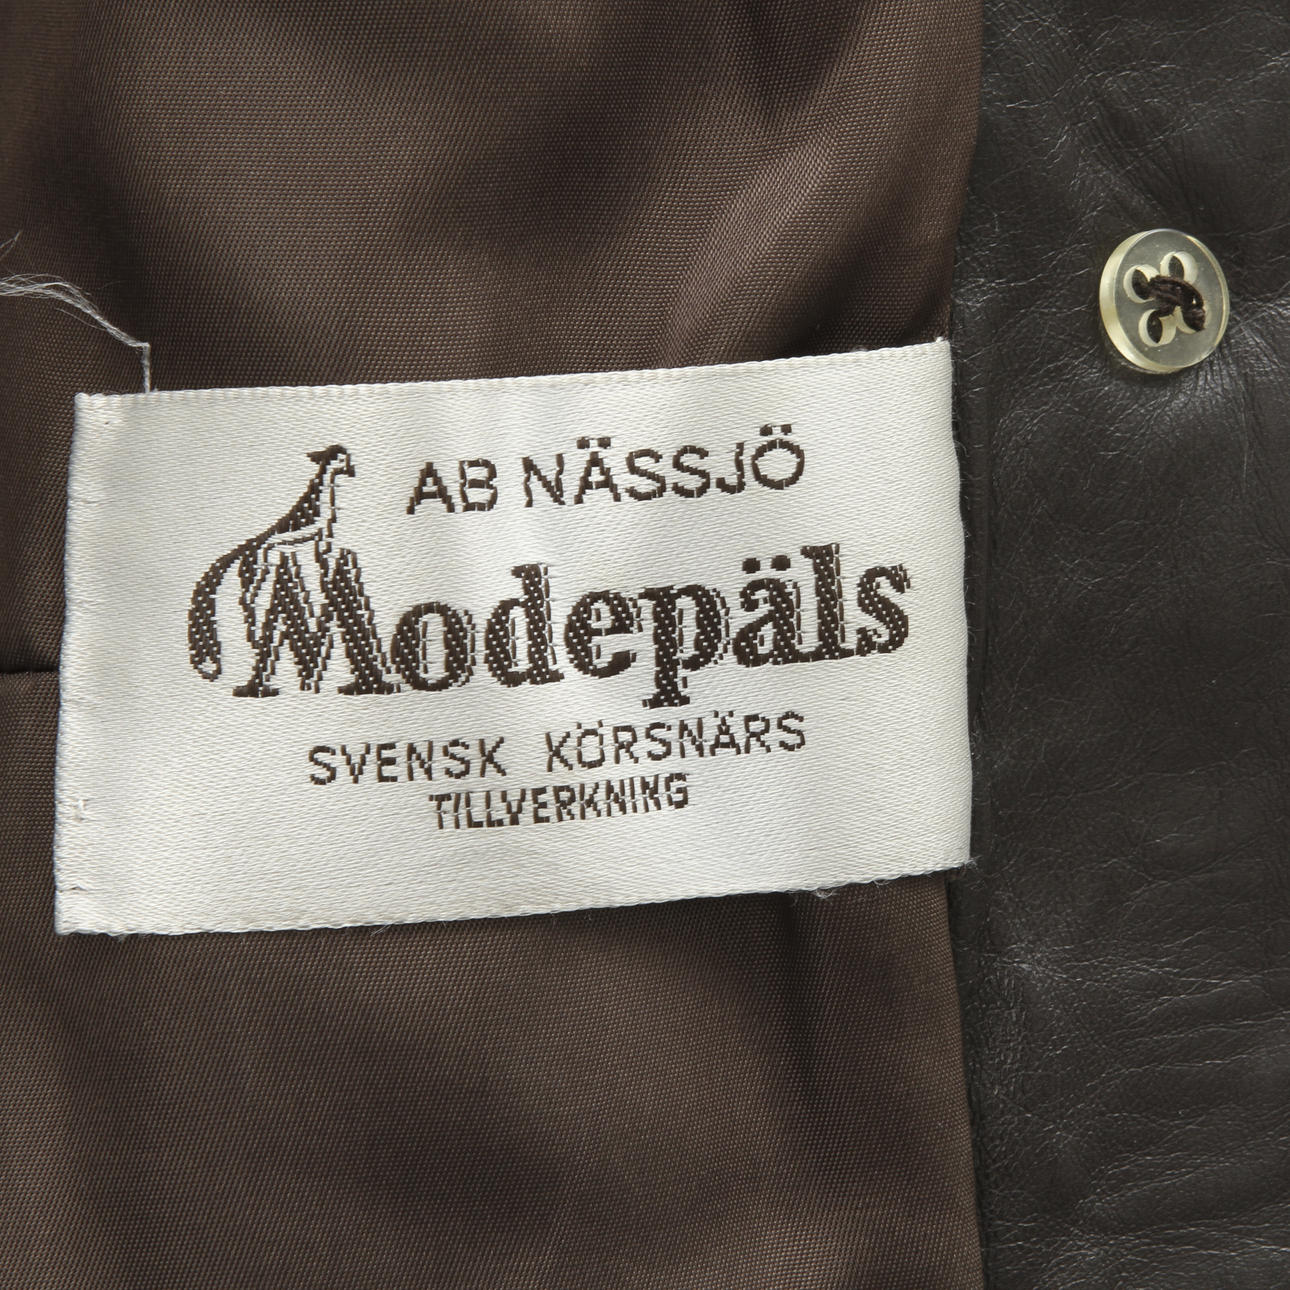 AB NÄSSJÖ
Modepäls
SVENSK KÖRSNÄRS
TILLVERKNING